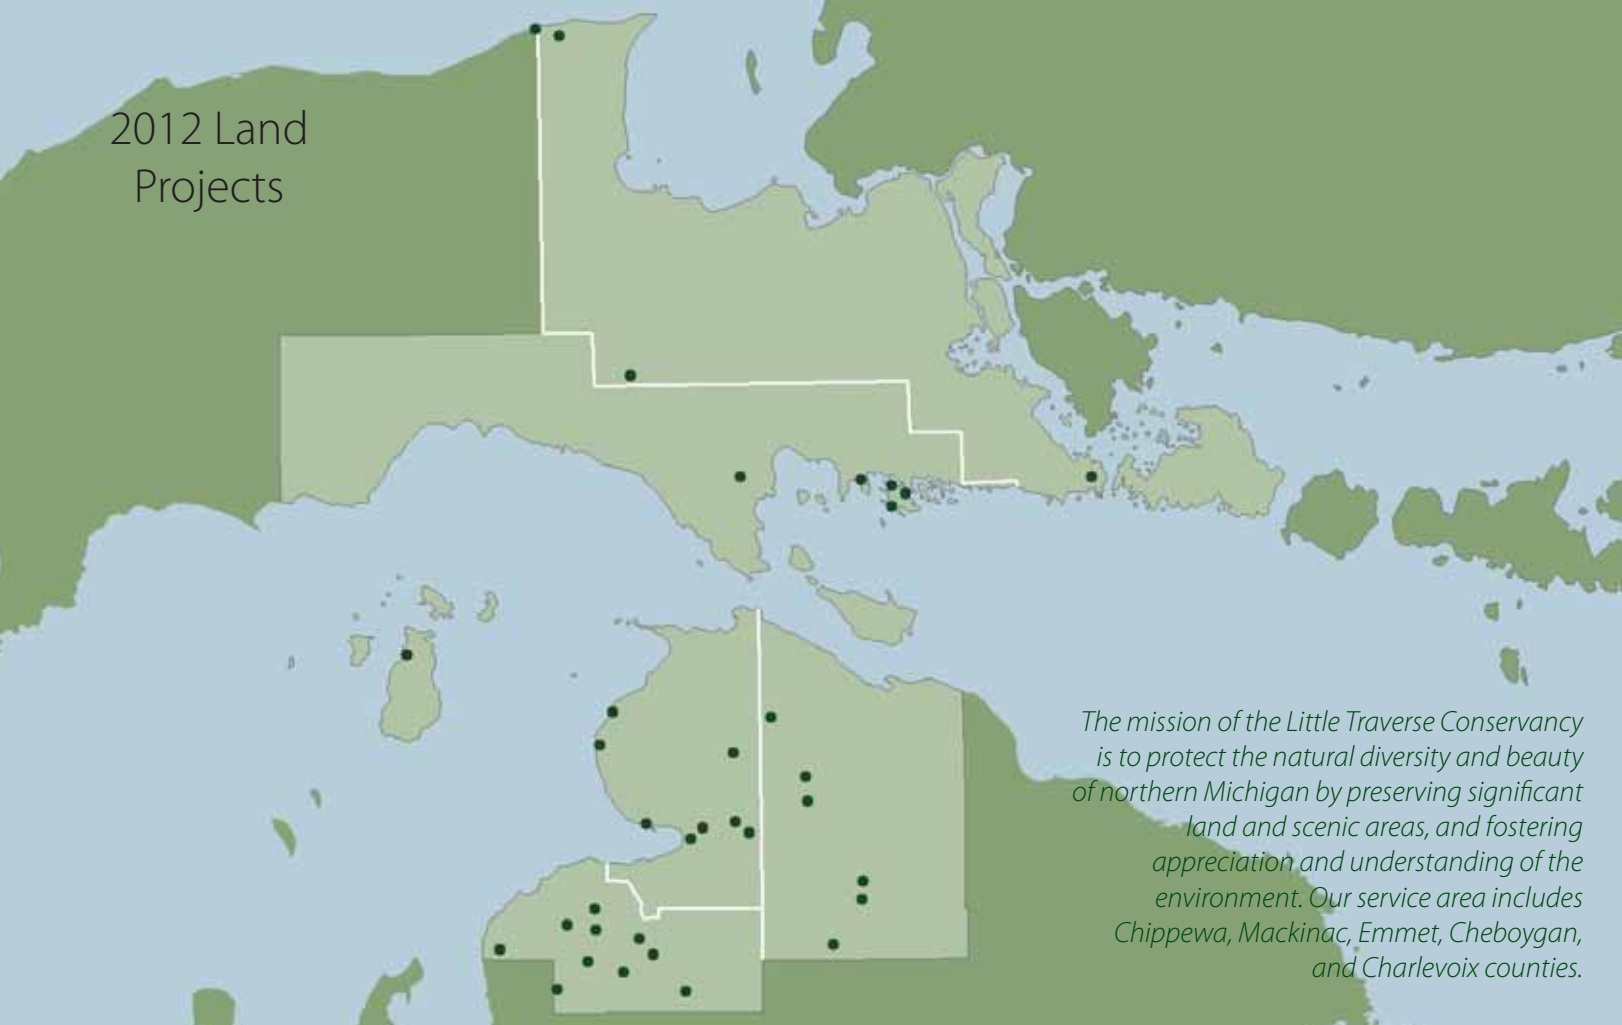 2012 Land
Projects
The mission of the Little Traverse Conservancy
is to protect the natural diversity and beauty
of northern Michigan by preserving significant
land and scenic areas, and fostering
appreciation and understanding of the
environment. Our service area includes
Chippewa, Mackinac, Emmet, Cheboygan,
and Charlevoix counties.